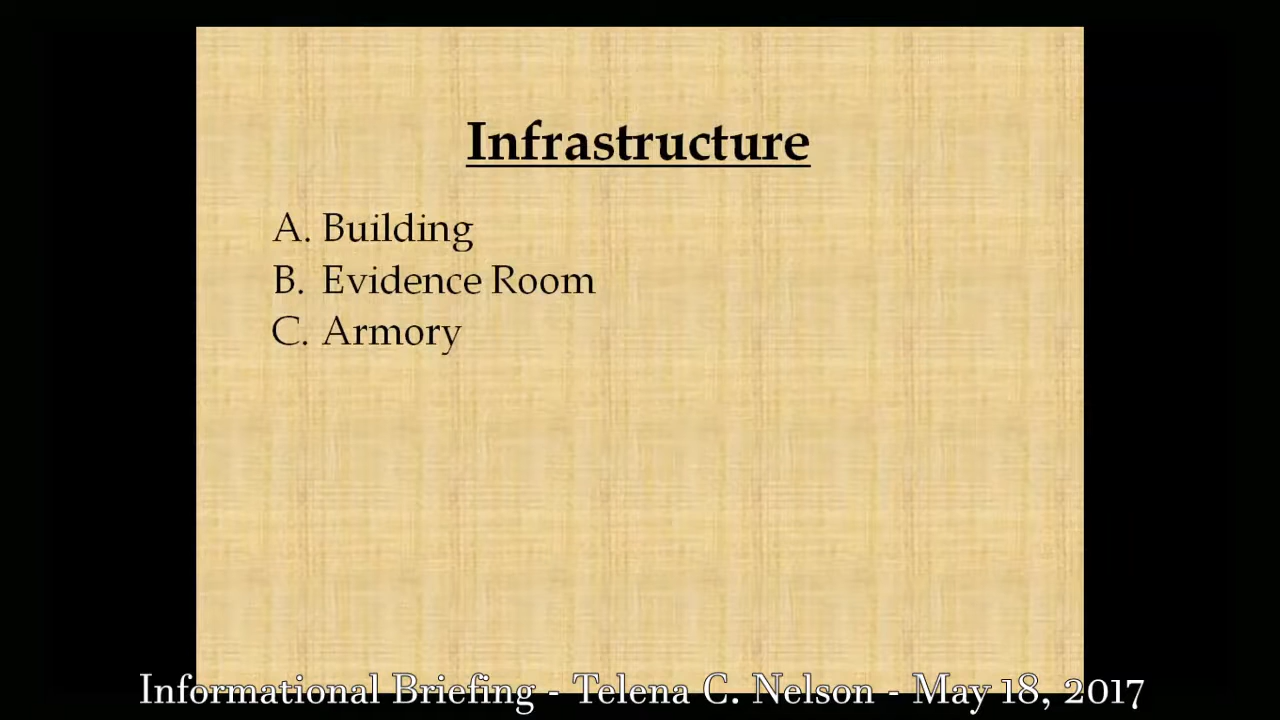 Infrastructure
A. Building
B. Evidence Room
C. Armory
Informational Briefing - Telena C. Nelson - May 18, 2017